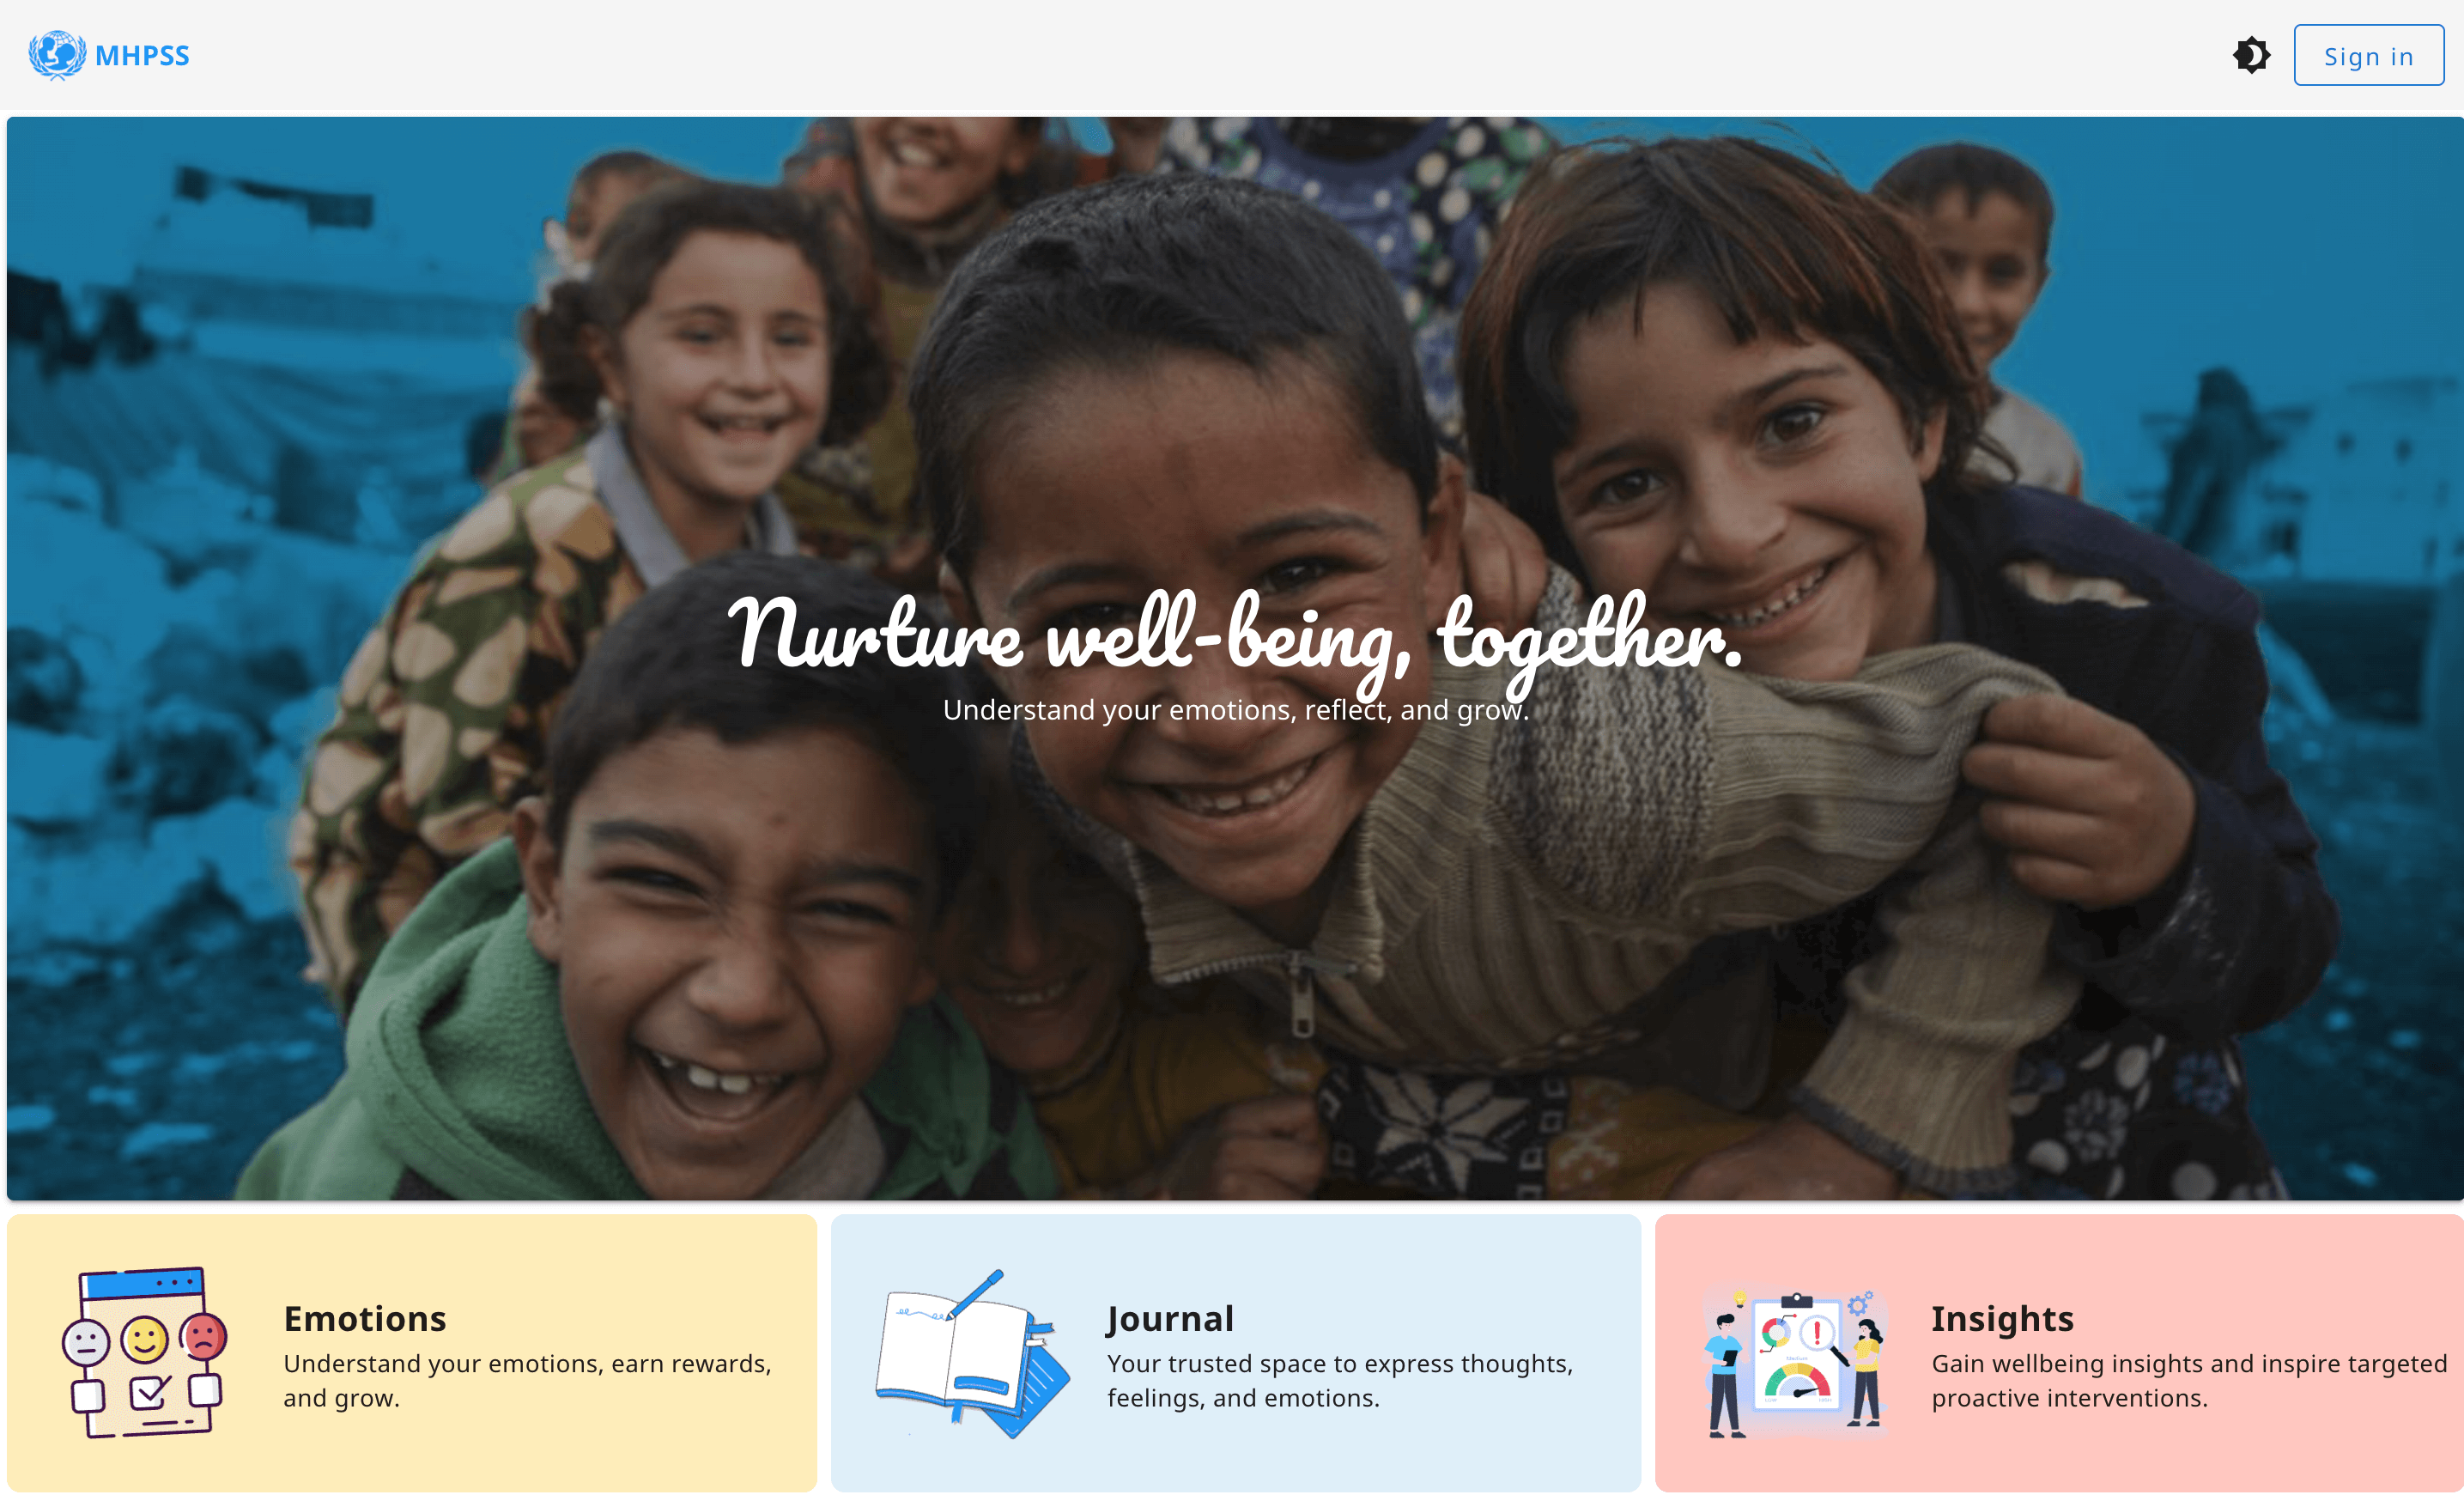 MHPSS
Sign in
Nurture well-being, together.
Understand your emotions, reflect, and grow.
Emotions
Understand your emotions, earn rewards,
and grow.
Journal
Your trusted space to express thoughts,
feelings, and emotions.
Insights
Gain wellbeing insights and inspire targeted
proactive interventions.